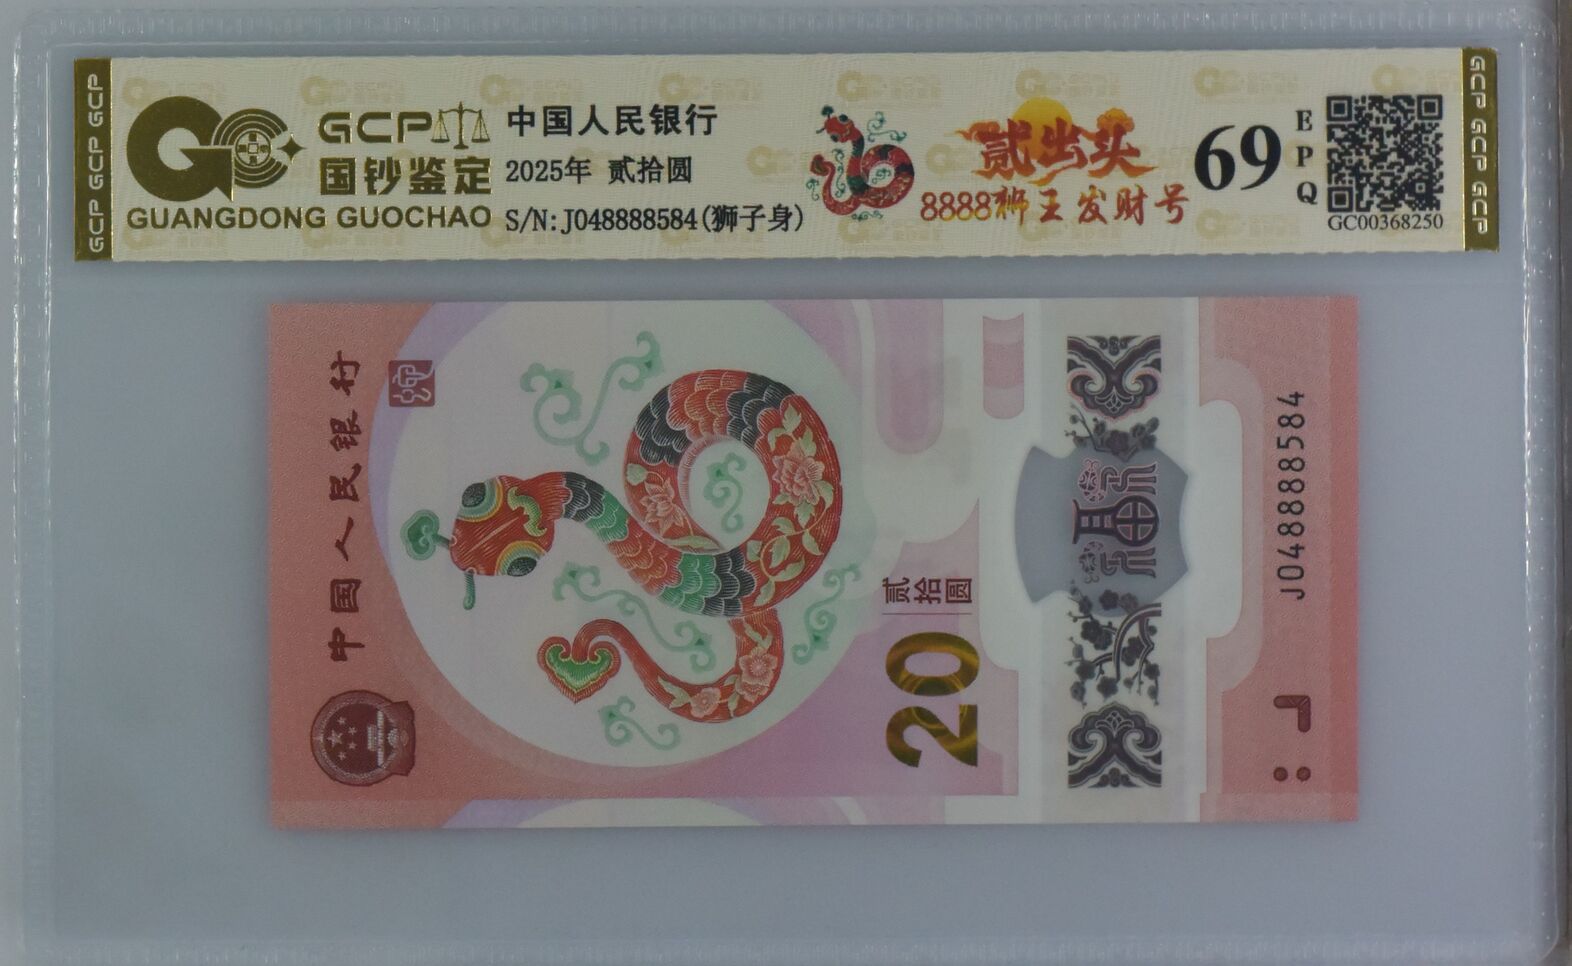 GCP GCP GCP
GCP
国钞鉴定
GUANGDONG GUOCHAO
中国人民银行
2025年 贰拾圆
S/N:J048888584(狮子身)
贰出头
8888狮王发财号
69
EPQ
GC00368250
GCP GCP GCP
中国人民银行
贰拾圆
20
福
J048888584